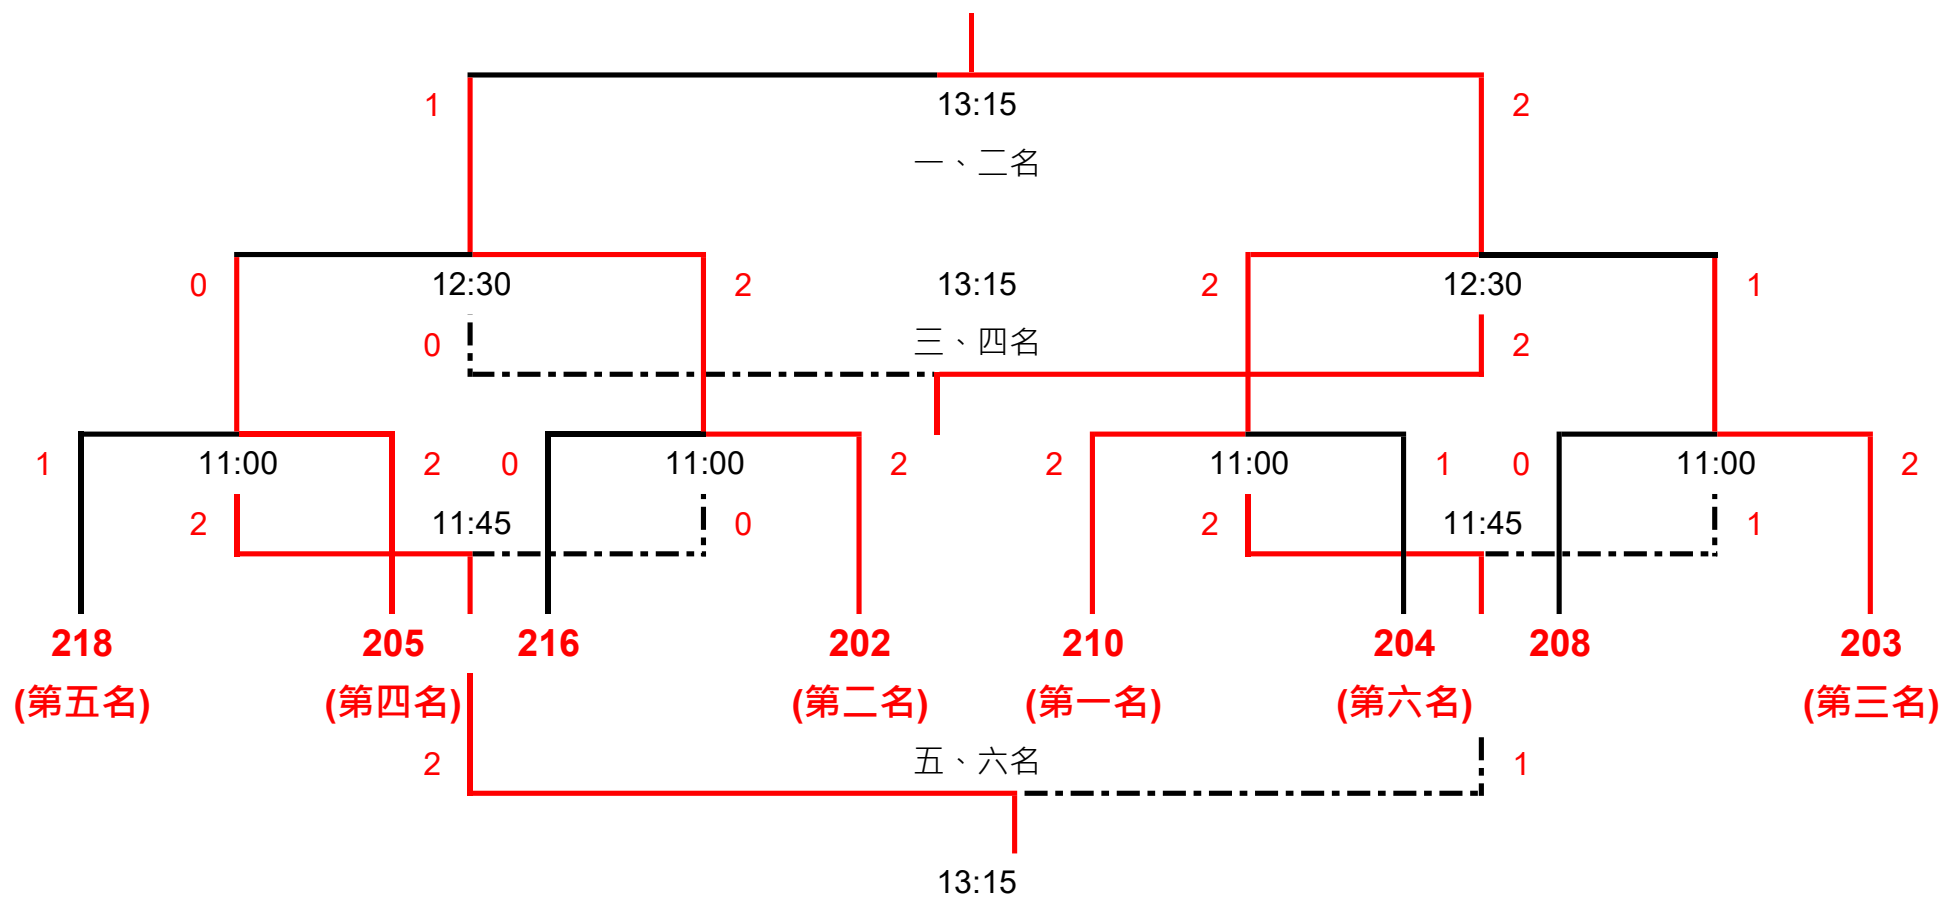 1 13:15 2
一、二名
0 12:30 2 13:15 2 12:30 1
0 三、四名 2
1 11:00 2 0 11:00 2 2 11:00 1 0 11:00 2
2 11:45 0 2 11:45 1
218 205 216 202 210 204 208 203
(第五名) (第四名) (第二名) (第一名) (第六名) (第三名)
2 五、六名 1
13:15